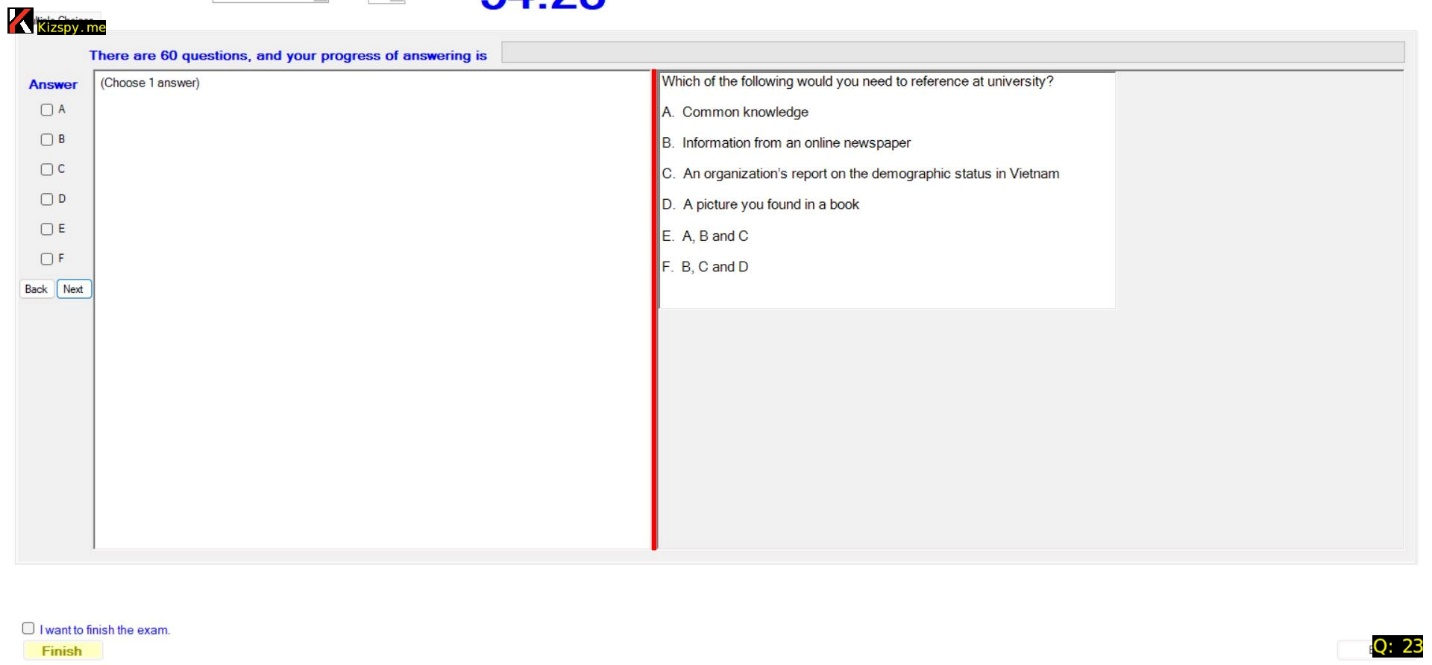 Kizspy.me
There are 60 questions, and your progress of answering is
Answer
(Choose 1 answer)
A
B
C
D
E
F
Back Next
Which of the following would you need to reference at university?
A. Common knowledge
B. Information from an online newspaper
C. An organization's report on the demographic status in Vietnam
D. A picture you found in a book
E. A, B and C
F. B, C and D
I want to finish the exam.
Finish
Q: 23